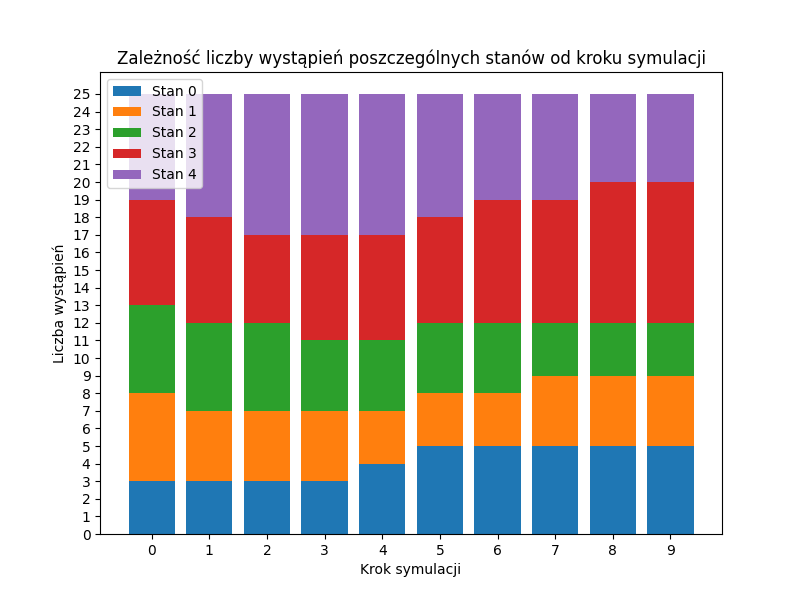 Zależność liczby wystąpień poszczególnych stanów od kroku symulacji
Stan 0
Stan 1
Stan 2
Stan 3
Stan 4
Liczba wystąpień
25
24
23
22
21
20
19
18
17
16
15
14
13
12
11
10
9
8
7
6
5
4
3
2
1
0
0 1 2 3 4 5 6 7 8 9
Krok symulacji